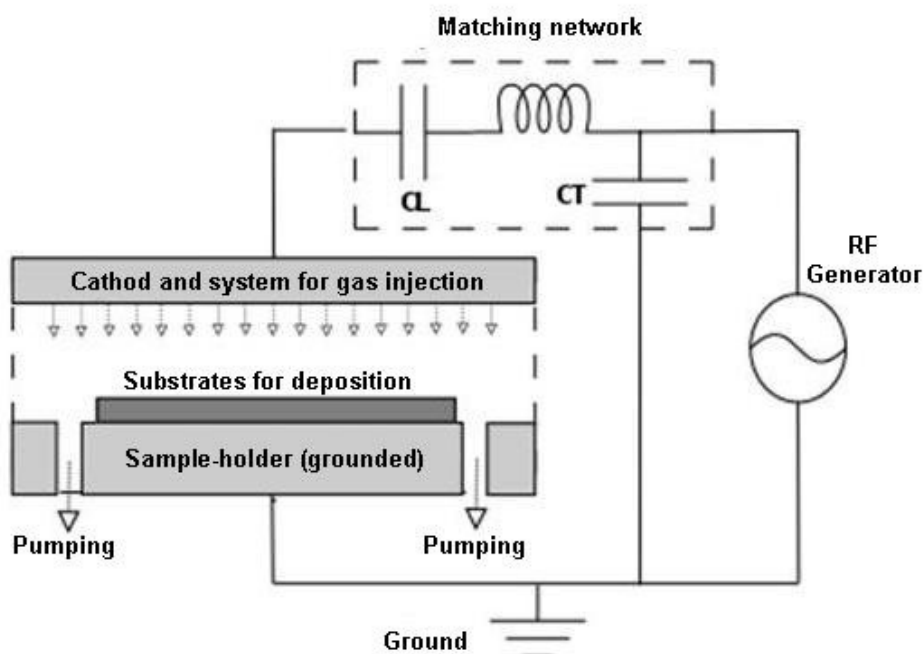 Matching network
CL
CT
RF
Generator
Cathod and system for gas injection
Substrates for deposition
Sample-holder (grounded)
Pumping
Pumping
Ground